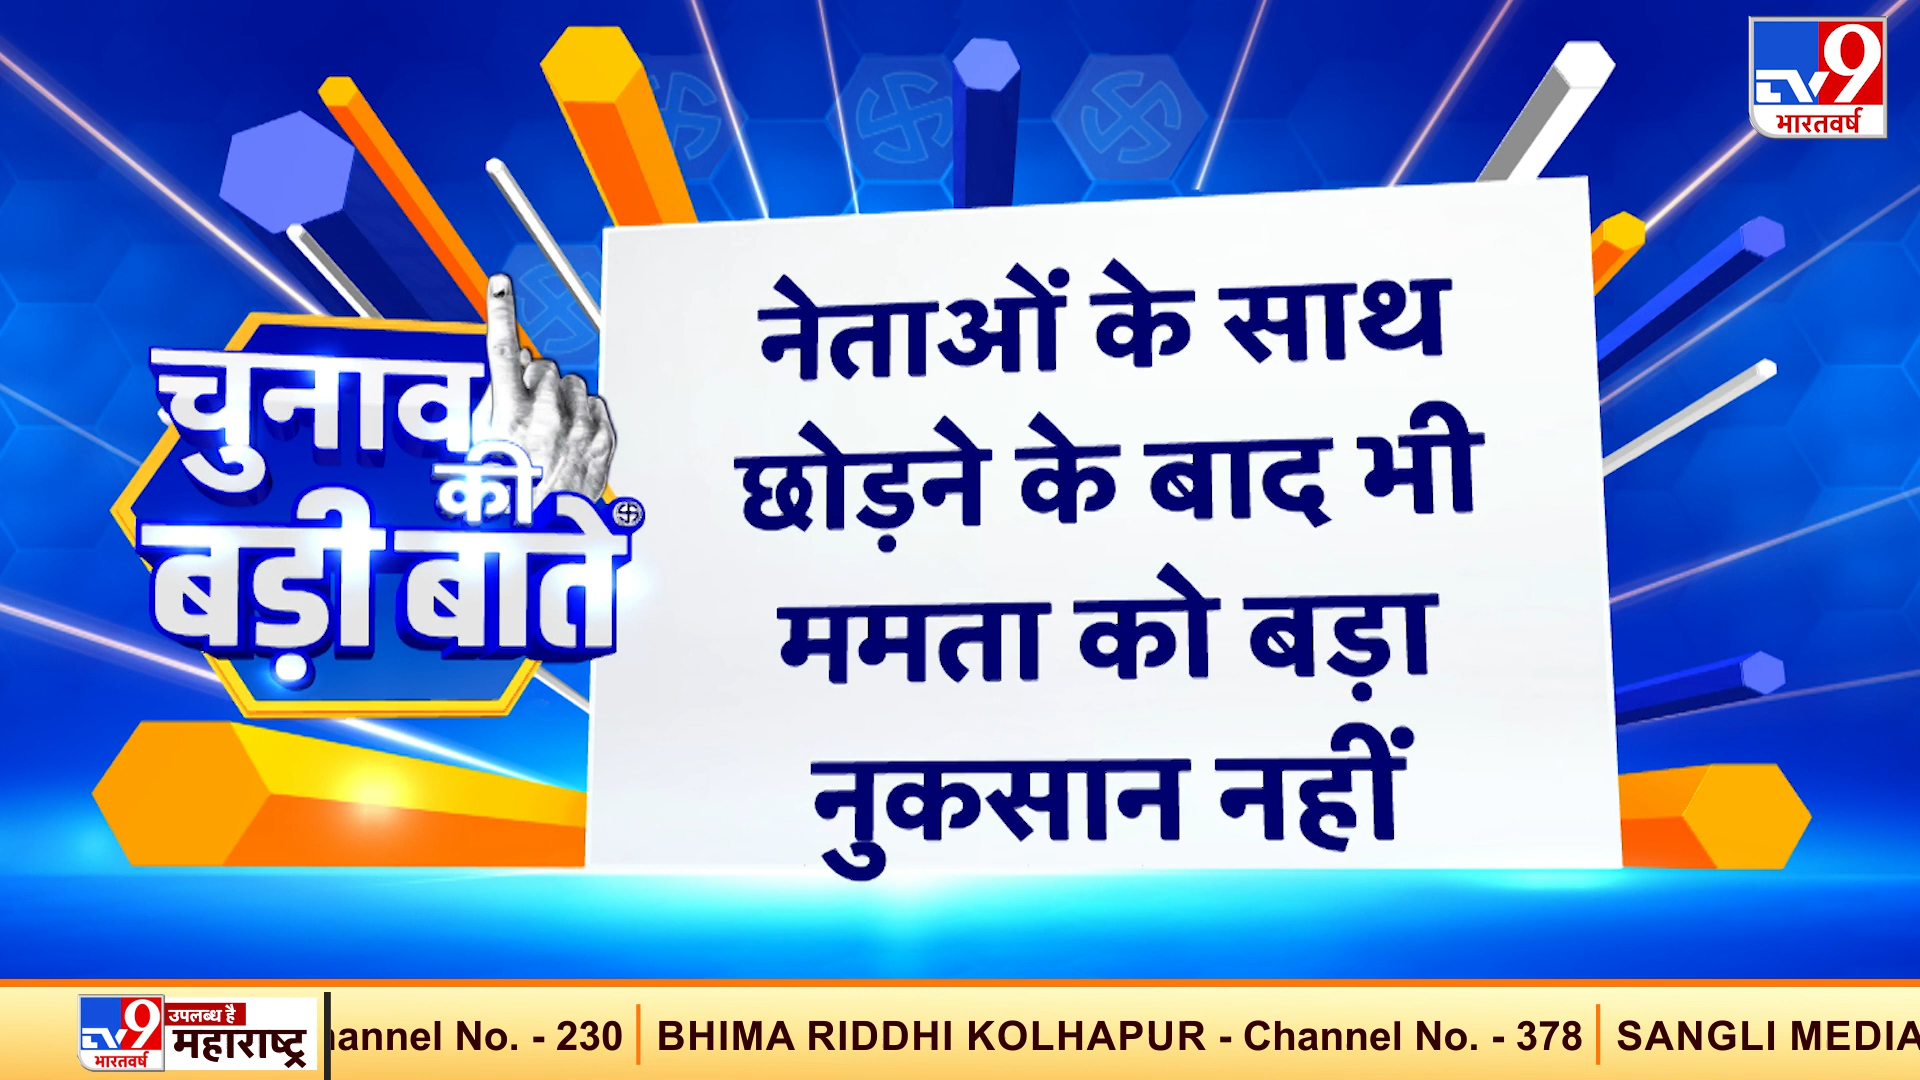 TV9
भारतवर्ष
चुनाव
की
बड़ी बातें
नेताओं के साथ
छोड़ने के बाद भी
ममता को बड़ा
नुकसान नहीं
TV9
भारतवर्ष
उपलब्ध है
महाराष्ट्र
hannel No. - 230 | BHIMA RIDDHI KOLHAPUR - Channel No. - 378 | SANGLI MEDIA